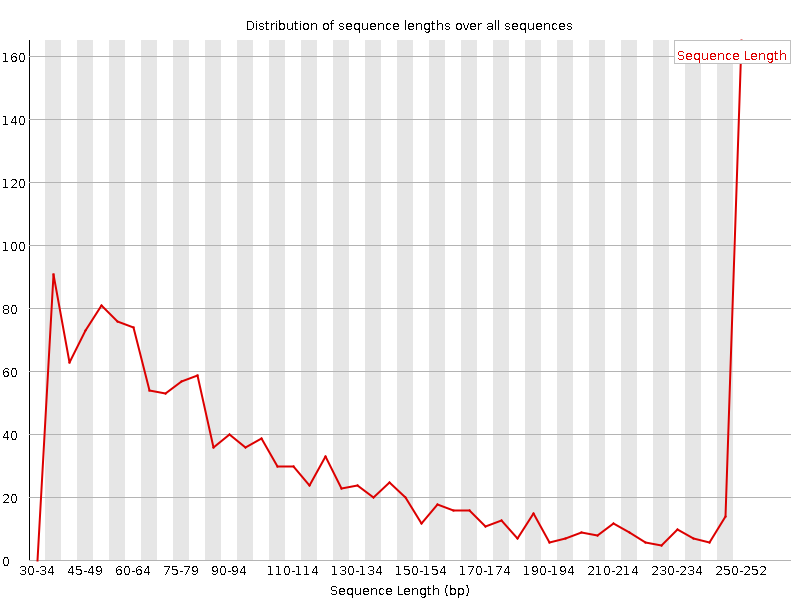 Distribution of sequence lengths over all sequences
Sequence Length
160
140
120
100
80
60
40
20
0
30-34 45-49 60-64 75-79 90-94 110-114 130-134 150-154 170-174 190-194 210-214 230-234 250-252
Sequence Length (bp)